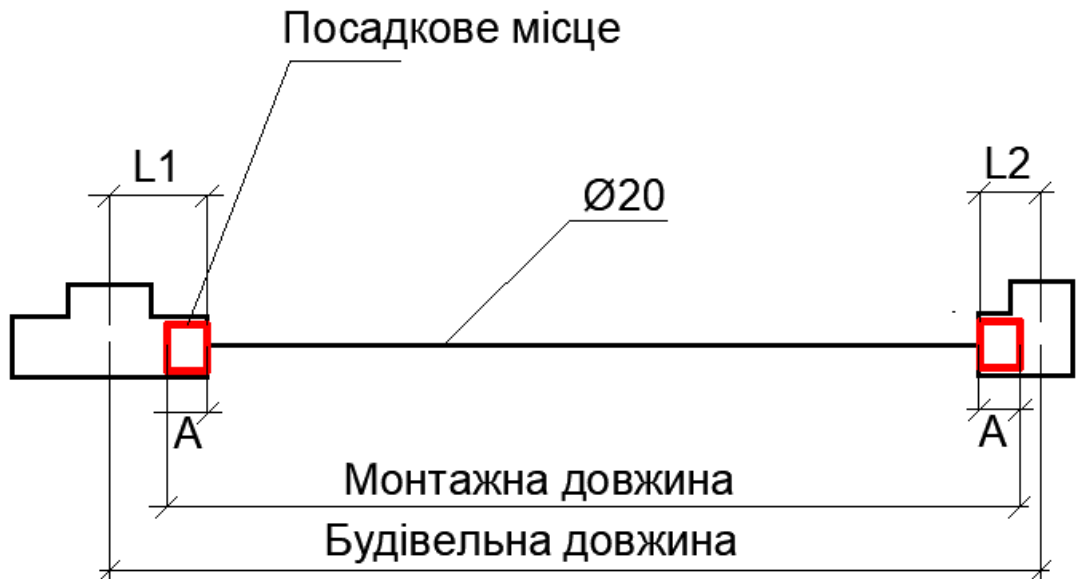 Посадкове місце
L1
L2
Ø20
A
A
Монтажна довжина
Будівельна довжина